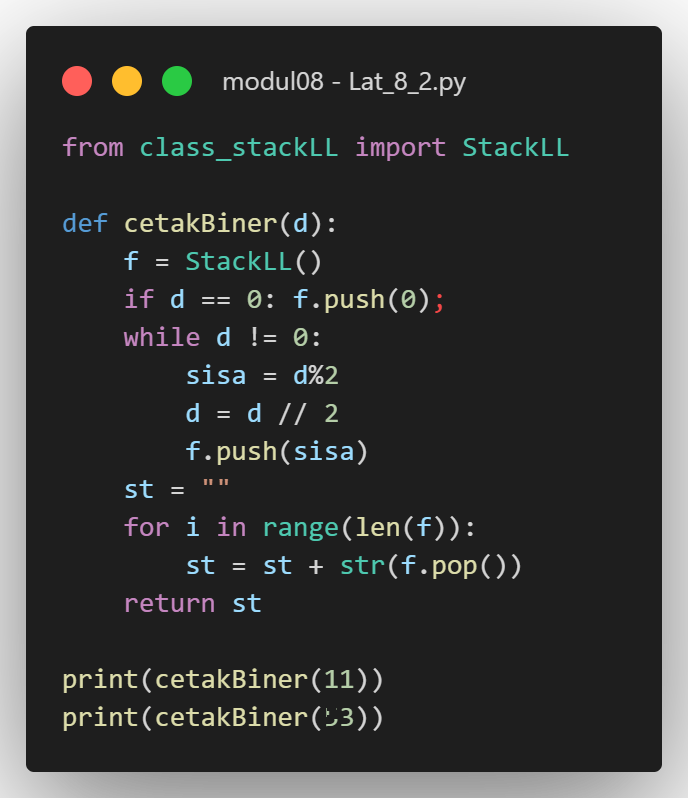 modul08 - Lat_8_2.py
from class_stackLL import StackLL
def cetakBiner(d):
    f = StackLL()
    if d == 0: f.push(0);
    while d != 0:
        sisa = d%2
        d = d // 2
        f.push(sisa)
    st = ""
    for i in range(len(f)):
        st = st + str(f.pop())
    return st
print(cetakBiner(11))
print(cetakBiner(